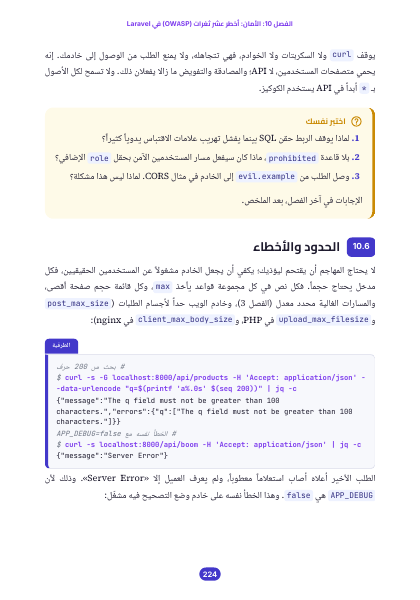 الفصل 10: الأمان: أخطر عشر ثغرات (OWASP) في Laravel
يوقف curl ولا السكربتات ولا الخوادم، فهي تتجاهله، ولا يمنع الطلب من الوصول إلى خادمك. إنه
يحمي متصفحات المستخدمين، لا API؛ والمصادقة والتفويض ما زالا يفعلان ذلك. ولا تسمح لكل الأصول
بـ * أبداً في API يستخدم الكوكيز.
اختبر نفسك
1. لماذا يوقف الربط حقن SQL بينما يفشل تهريب علامات الاقتباس يدوياً كثيراً؟
2. بلا قاعدة prohibited، ماذا كان سيفعل مسار المستخدمين الآمن بحقل role الإضافي؟
3. وصل الطلب من evil.example إلى الخادم في مثال CORS. لماذا ليس هذا مشكلة؟
الإجابات في آخر الفصل، بعد الملخص.
10.6 الحدود والأخطاء
لا يحتاج المهاجم أن يقتحم ليؤذيك؛ يكفي أن يجعل الخادم مشغولاً عن المستخدمين الحقيقيين، فكل
مدخل يحتاج حجماً. فكل نص في كل مجموعة قواعد يأخذ max، وكل قائمة حجم صفحة أقصى،
والمسارات الغالية محدد معدل (الفصل 3)، وخادم الويب حداً لأجسام الطلبات (post_max_size
و upload_max_filesize في PHP، و client_max_body_size في nginx):
الطرفية
# بحث من 200 حرف
$ curl -s -G localhost:8000/api/products -H 'Accept: application/json' -
-data-urlencode "q=$(printf 'a%.0s' $(seq 200))" | jq -c
{"message":"The q field must not be greater than 100
characters.","errors":{"q":["The q field must not be greater than 100
characters."]}}
# الخطأ نفسه مع APP_DEBUG=false
$ curl -s localhost:8000/api/boom -H 'Accept: application/json' | jq -c
{"message":"Server Error"}
الطلب الأخير أعلاه أصاب استعلاماً معطوباً، ولم يعرف العميل إلا «Server Error». وذلك لأن
APP_DEBUG هي false. وهذا الخطأ نفسه على خادم وضع التصحيح فيه مشغّل:
224